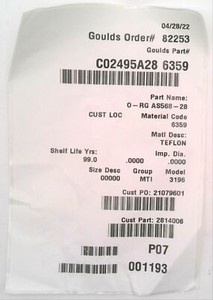 04/28/22
Goulds Order# 82253
Goulds Part#
C02495A28 6359
Part Name:
O-RG AS568-28
CUST LOC Material Code
6359
Matl Desc:
TEFLON
Shelf Life Yrs: Imp. Dia.
99.0 .0000 .0000
Size Desc Group Model
00000 MTI 3196
Cust PO: 21079601
Cust Part: 2814006
P07
001193